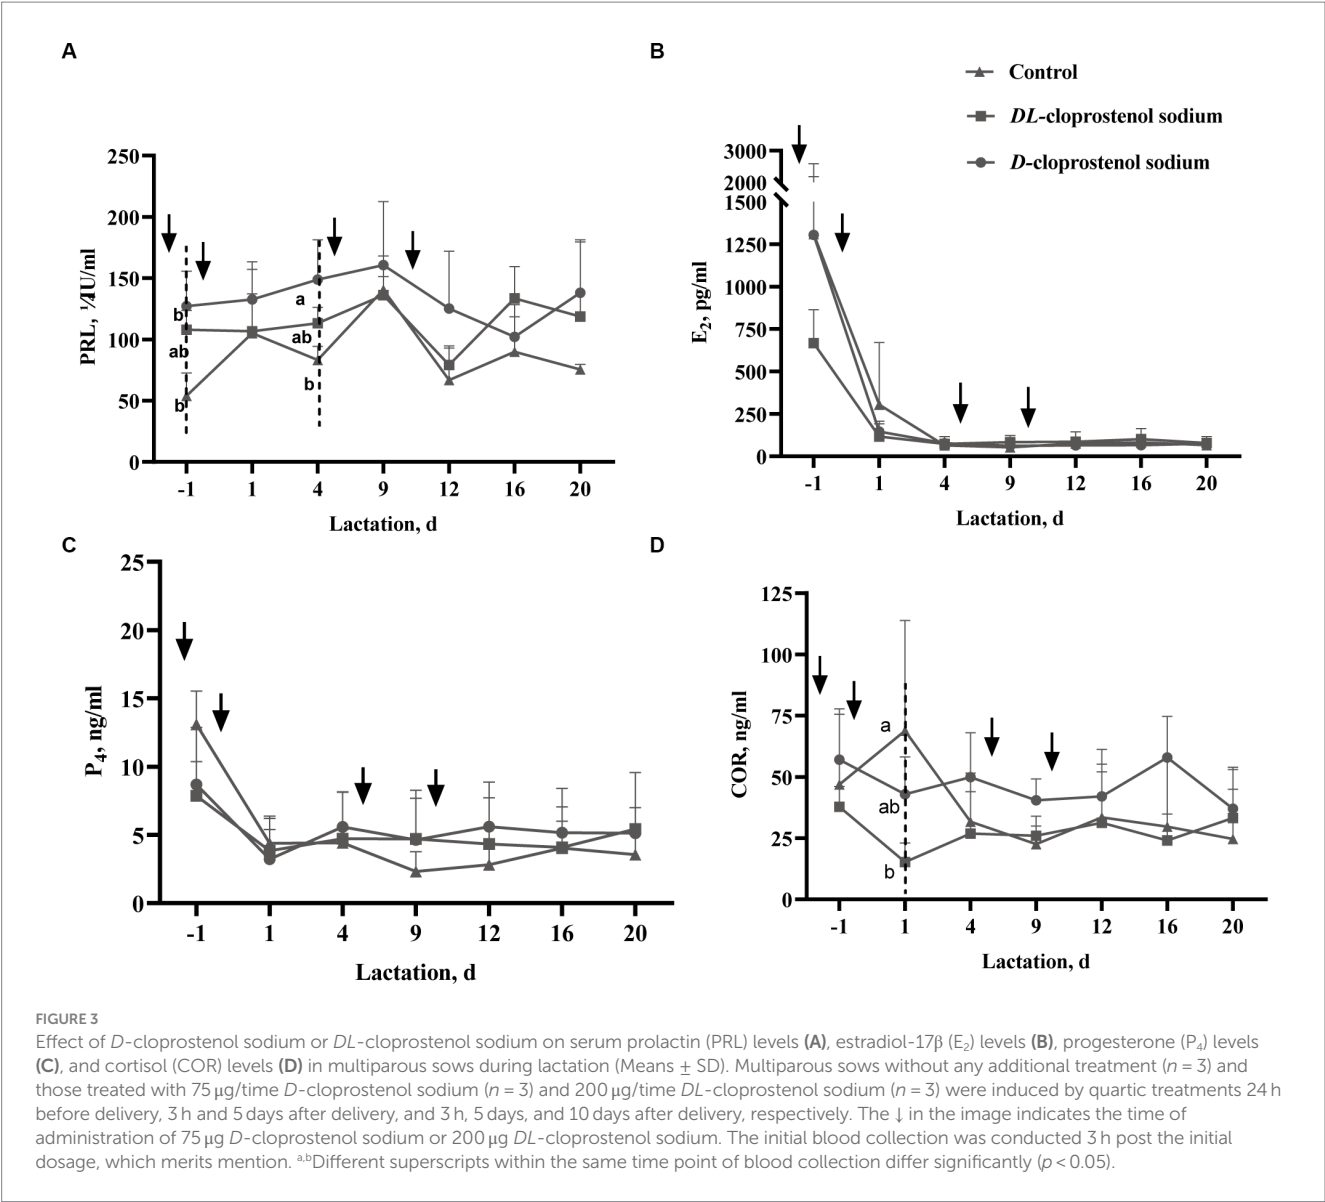 A
250
200
150
100
50
0
PRL, ¼IU/ml
b
ab
b
a
ab
b
-1 1 4 9 12 16 20
Lactation, d
B
Control
DL-cloprostenol sodium
D-cloprostenol sodium
3000
2000
1500
1250
1000
750
500
250
0
E2, pg/ml
-1 1 4 9 12 16 20
Lactation, d
C
25
20
15
10
5
0
P4, ng/ml
-1 1 4 9 12 16 20
Lactation, d
D
125
100
75
50
25
0
COR, ng/ml
a
ab
b
-1 1 4 9 12 16 20
Lactation, d
FIGURE 3
Effect of D-cloprostenol sodium or DL-cloprostenol sodium on serum prolactin (PRL) levels (A), estradiol-17β (E2) levels (B), progesterone (P4) levels
(C), and cortisol (COR) levels (D) in multiparous sows during lactation (Means ± SD). Multiparous sows without any additional treatment (n = 3) and
those treated with 75 μg/time D-cloprostenol sodium (n = 3) and 200 μg/time DL-cloprostenol sodium (n = 3) were induced by quartic treatments 24 h
before delivery, 3 h and 5 days after delivery, and 3 h, 5 days, and 10 days after delivery, respectively. The ↓ in the image indicates the time of
administration of 75 μg D-cloprostenol sodium or 200 μg DL-cloprostenol sodium. The initial blood collection was conducted 3 h post the initial
dosage, which merits mention. a,bDifferent superscripts within the same time point of blood collection differ significantly (p < 0.05).